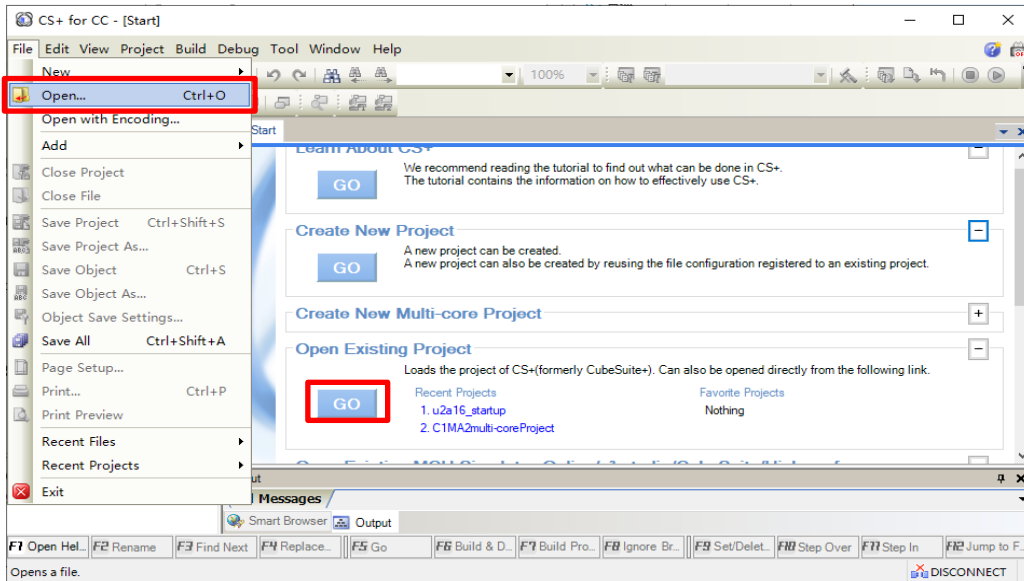 CS+ for CC - [Start]
File Edit View Project Build Debug Tool Window Help
New
100%
Open... Ctrl+O
Open with Encoding...
Start
Add
Learn About CS+
We recommend reading the tutorial to find out what can be done in CS+.
The tutorial contains the information on how to effectively use CS+.
GO
Close Project
Close File
Save Project Ctrl+Shift+S
Create New Project
Save Project As...
A new project can be created.
A new project can also be created by reusing the file configuration registered to an existing project.
GO
Save Object Ctrl+S
Save Object As...
Object Save Settings...
Create New Multi-core Project
Save All Ctrl+Shift+A
Open Existing Project
Page Setup...
Loads the project of CS+(formerly CubeSuite+). Can also be opened directly from the following link.
Print... Ctrl+P
GO
Recent Projects Favorite Projects
1. u2a16_startup Nothing
2. C1MA2multi-coreProject
Print Preview
Recent Files
Recent Projects
ut
Exit
Messages
Smart Browser Output
F1 Open Hel... F2 Rename F3 Find Next F4 Replace... F5 Go F6 Build & D... F7 Build Pro... F8 Ignore Br... F9 Set/Delet... F10 Step Over F11 Step In F12 Jump to F...
Opens a file. DISCONNECT